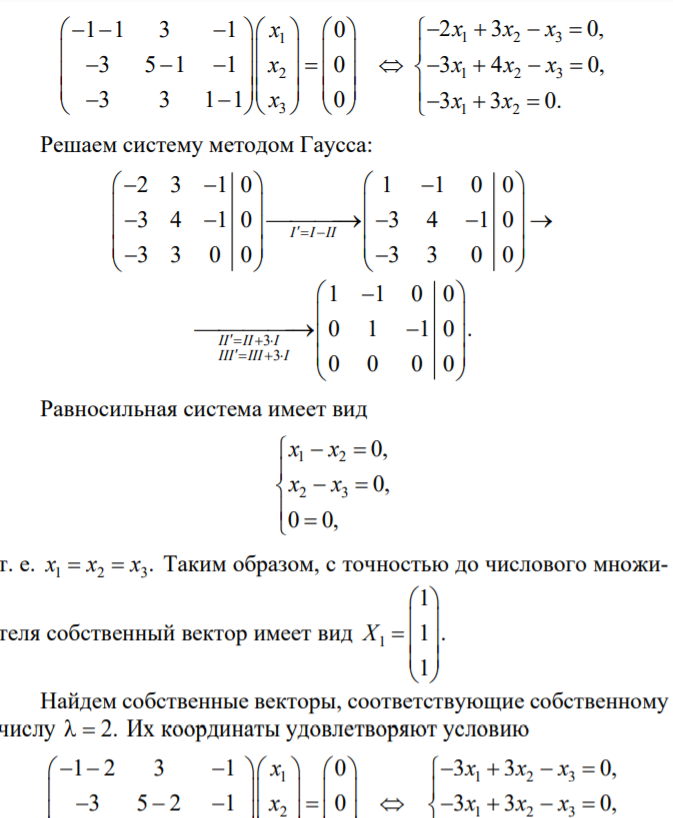 $\begin{pmatrix} -1-1 & 3 & -1 \\ -3 & 5-1 & -1 \\ -3 & 3 & 1-1 \end{pmatrix} \begin{pmatrix} x_1 \\ x_2 \\ x_3 \end{pmatrix} = \begin{pmatrix} 0 \\ 0 \\ 0 \end{pmatrix} \Leftrightarrow \begin{cases} -2x_1 + 3x_2 - x_3 = 0, \\ -3x_1 + 4x_2 - x_3 = 0, \\ -3x_1 + 3x_2 = 0. \end{cases}$
Решаем систему методом Гаусса:
$\left(\begin{array}{ccc|c} -2 & 3 & -1 & 0 \\ -3 & 4 & -1 & 0 \\ -3 & 3 & 0 & 0 \end{array}\right) \xrightarrow[I'=I-II]{} \left(\begin{array}{ccc|c} 1 & -1 & 0 & 0 \\ -3 & 4 & -1 & 0 \\ -3 & 3 & 0 & 0 \end{array}\right) \rightarrow$
$\xrightarrow[\substack{II'=II+3\cdot I \\ III'=III+3\cdot I}]{} \left(\begin{array}{ccc|c} 1 & -1 & 0 & 0 \\ 0 & 1 & -1 & 0 \\ 0 & 0 & 0 & 0 \end{array}\right).$
Равносильная система имеет вид
$\begin{cases} x_1 - x_2 = 0, \\ x_2 - x_3 = 0, \\ 0 = 0, \end{cases}$
т. е. $x_1 = x_2 = x_3.$ Таким образом, с точностью до числового множи-
теля собственный вектор имеет вид $X_1 = \begin{pmatrix} 1 \\ 1 \\ 1 \end{pmatrix}.$
Найдем собственные векторы, соответствующие собственному
числу $\lambda = 2.$ Их координаты удовлетворяют условию
$\begin{pmatrix} -1-2 & 3 & -1 \\ -3 & 5-2 & -1 \end{pmatrix} \begin{pmatrix} x_1 \\ x_2 \end{pmatrix} = \begin{pmatrix} 0 \\ 0 \end{pmatrix} \Leftrightarrow \begin{cases} -3x_1 + 3x_2 - x_3 = 0, \\ -3x_1 + 3x_2 - x_3 = 0, \end{cases}$